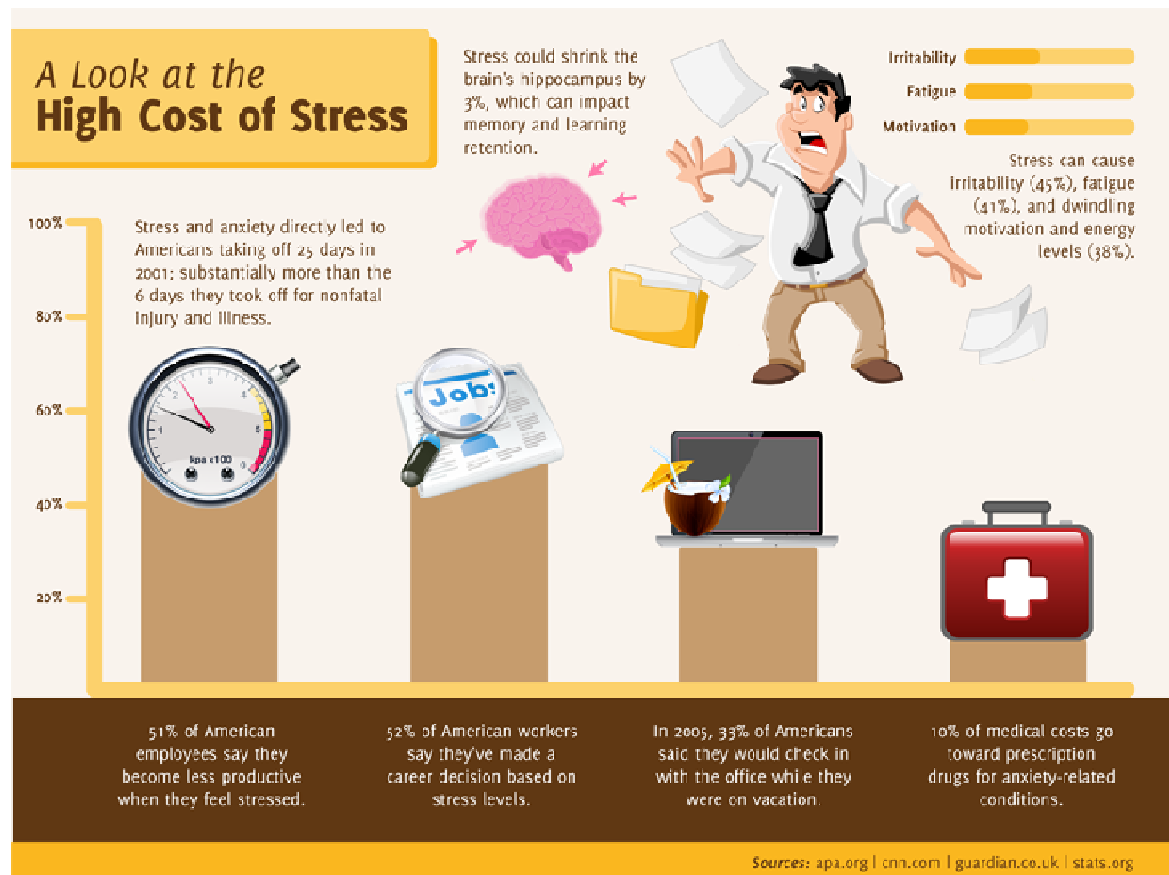 A Look at the
High Cost of Stress
Stress could shrink the
brain's hippocampus by
3%, which can impact
memory and learning
retention.
Irritability
Fatigue
Motivation
Stress can cause
irritability (45%), fatigue
(41%), and dwindling
motivation and energy
levels (38%).
Stress and anxiety directly led to
Americans taking off 25 days in
2001: substantially more than the
6 days they took off for nonfatal
injury and illness.
100%
80%
60%
40%
20%
1
2
3
kpa x100
Jobs
51% of American
employees say they
become less productive
when they feel stressed.
52% of American workers
say they've made a
career decision based on
stress levels.
In 2005, 33% of Americans
said they would check in
with the office while they
were on vacation.
10% of medical costs go
toward prescription
drugs for anxiety-related
conditions.
Sources: apa.org | cnn.com | guardian.co.uk | stats.org